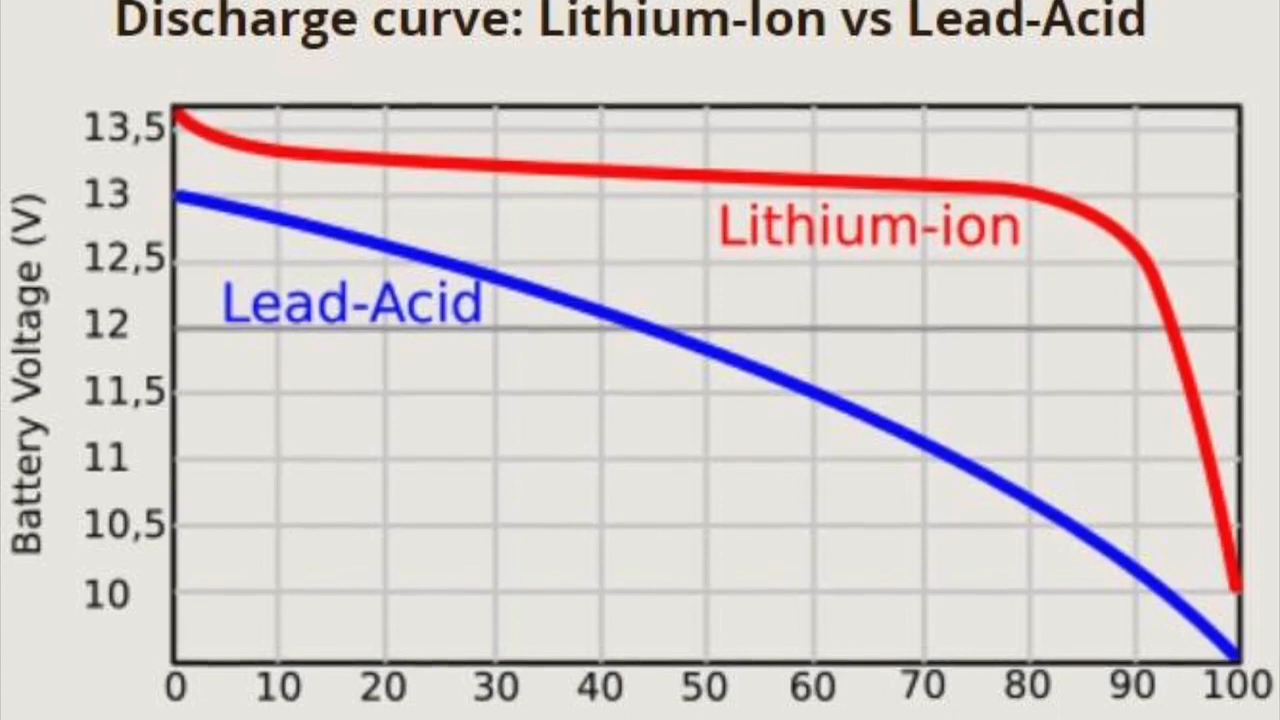 Discharge curve: Lithium-Ion vs Lead-Acid
Battery Voltage (V)
13,5
13
12,5
12
11,5
11
10,5
10
Lithium-ion
Lead-Acid
0 10 20 30 40 50 60 70 80 90 100